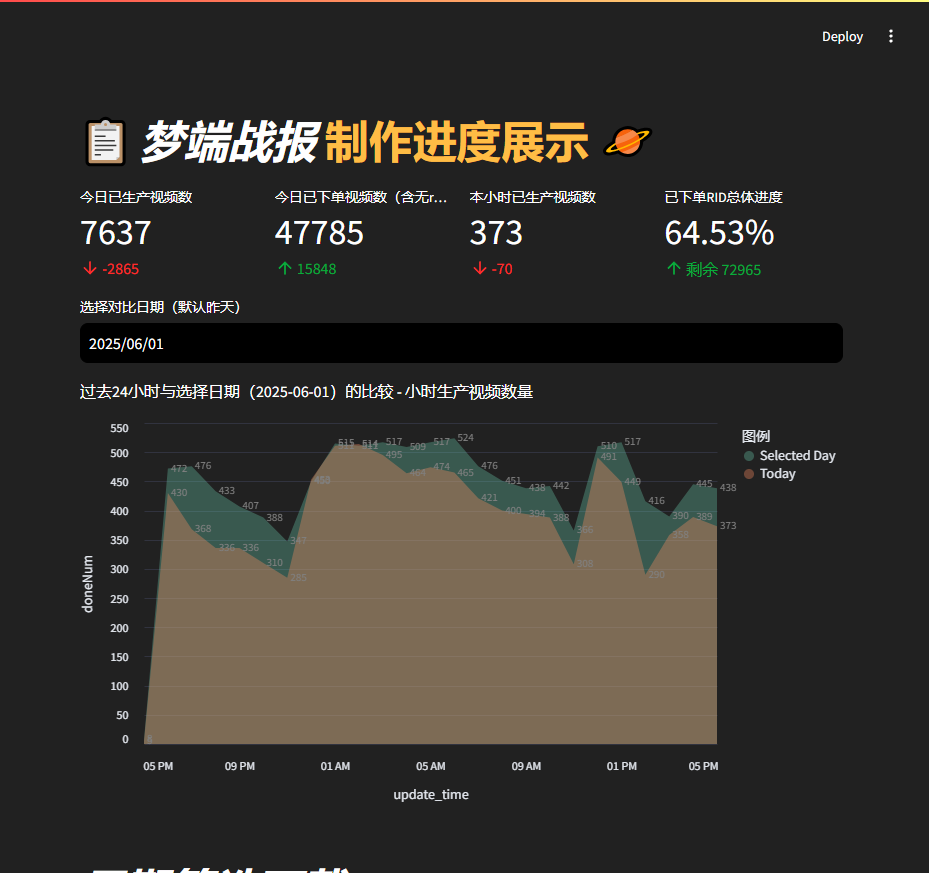 Deploy
梦端战报 制作进度展示
今日已生产视频数
7637
-2865
今日已下单视频数（含无r...
47785
15848
本小时已生产视频数
373
-70
已下单RID总体进度
64.53%
剩余 72965
选择对比日期（默认昨天）
2025/06/01
过去24小时与选择日期（2025-06-01）的比较 - 小时生产视频数量
图例
Selected Day
Today
doneNum
550
500
450
400
350
300
250
200
150
100
50
0
472 476 433 407 388 347 515 514 517 509 517 524 476 451 438 442 366 510 517 416 390 445 438
430 368 336 336 310 285 453 495 464 474 465 421 400 394 388 308 491 449 290 358 389 373
05 PM 09 PM 01 AM 05 AM 09 AM 01 PM 05 PM
update_time